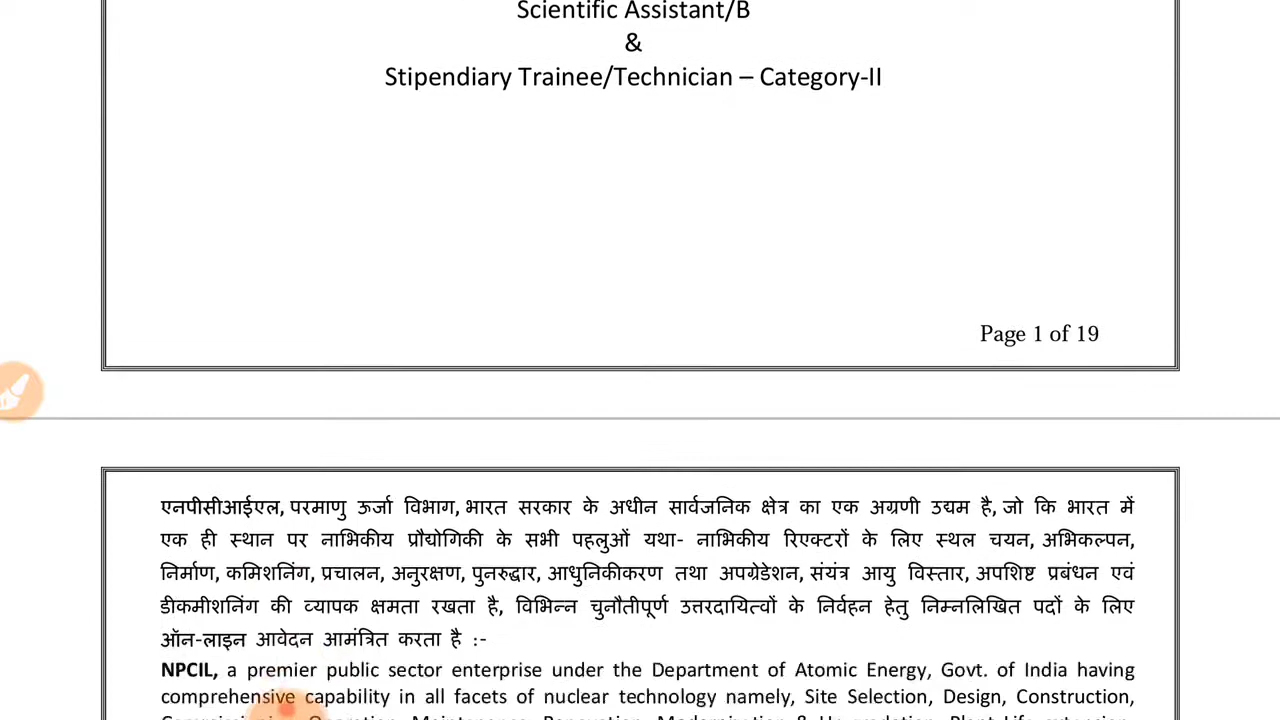 Scientific Assistant/B
&
Stipendiary Trainee/Technician – Category-II
Page 1 of 19
एनपीसीआईएल, परमाणु ऊर्जा विभाग, भारत सरकार के अधीन सार्वजनिक क्षेत्र का एक अग्रणी उद्यम है, जो कि भारत में
एक ही स्थान पर नाभिकीय प्रौद्योगिकी के सभी पहलुओं यथा- नाभिकीय रिएक्टरों के लिए स्थल चयन, अभिकल्पन,
निर्माण, कमिशनिंग, प्रचालन, अनुरक्षण, पुनरुद्धार, आधुनिकीकरण तथा अपग्रेडेशन, संयंत्र आयु विस्तार, अपशिष्ट प्रबंधन एवं
डीकमीशनिंग की व्यापक क्षमता रखता है, विभिन्न चुनौतीपूर्ण उत्तरदायित्वों के निर्वहन हेतु निम्नलिखित पदों के लिए
ऑन-लाइन आवेदन आमंत्रित करता है :-
NPCIL, a premier public sector enterprise under the Department of Atomic Energy, Govt. of India having
comprehensive capability in all facets of nuclear technology namely, Site Selection, Design, Construction,